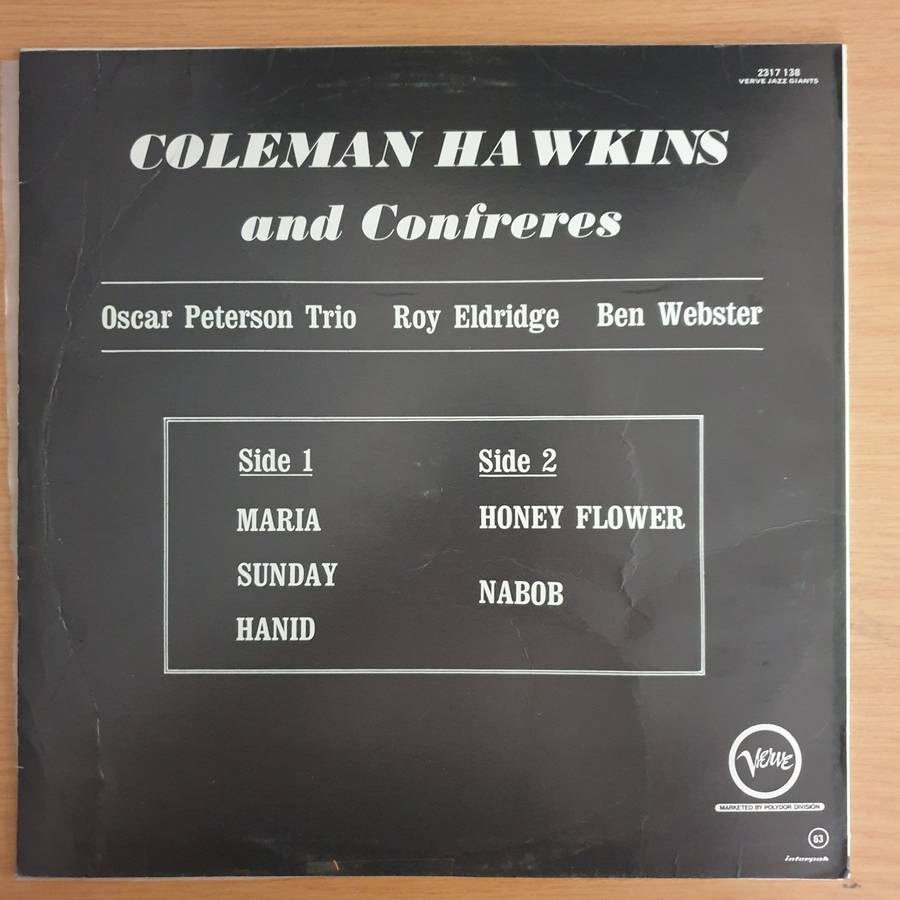 2317 138
VERVE JAZZ GIANTS
COLEMAN HAWKINS
and Confreres
Oscar Peterson Trio Roy Eldridge Ben Webster
Side 1
MARIA
SUNDAY
HANID
Side 2
HONEY FLOWER
NABOB
Verve
MARKETED BY POLYDOR DIVISION
63
interpak